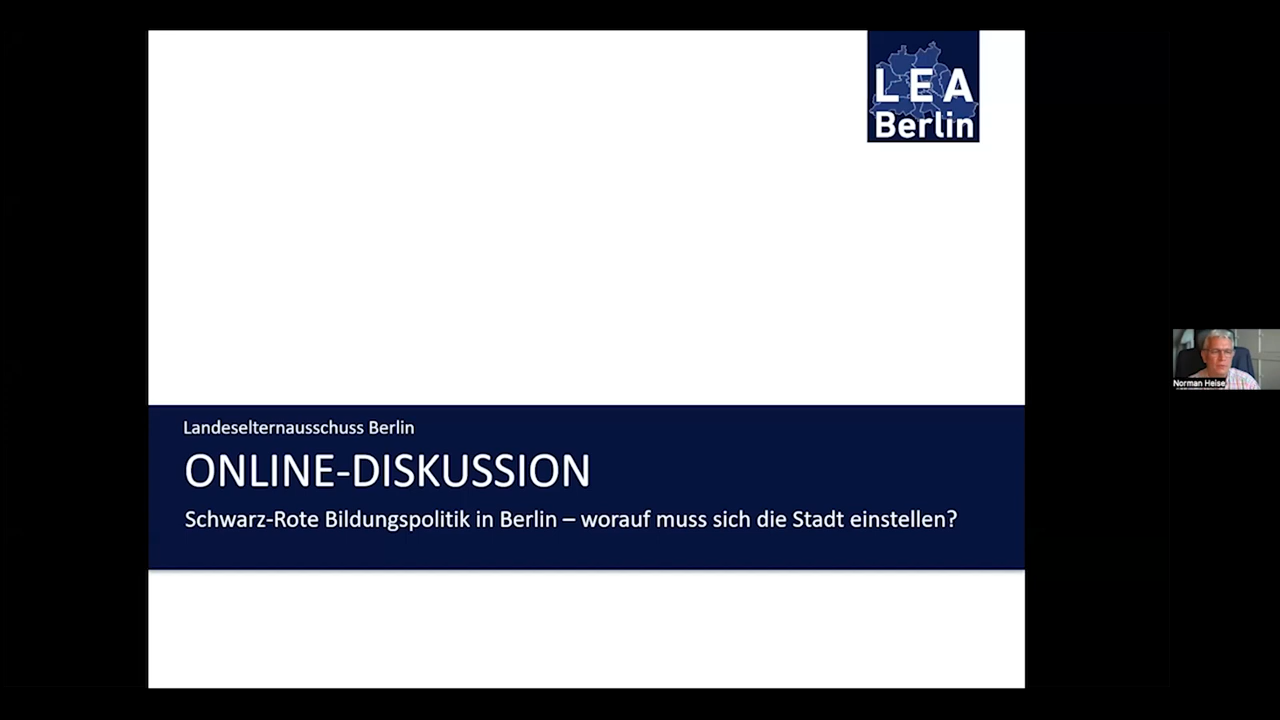 LEA
Berlin
Landeselternausschuss Berlin
ONLINE-DISKUSSION
Schwarz-Rote Bildungspolitik in Berlin – worauf muss sich die Stadt einstellen?
Norman Heise